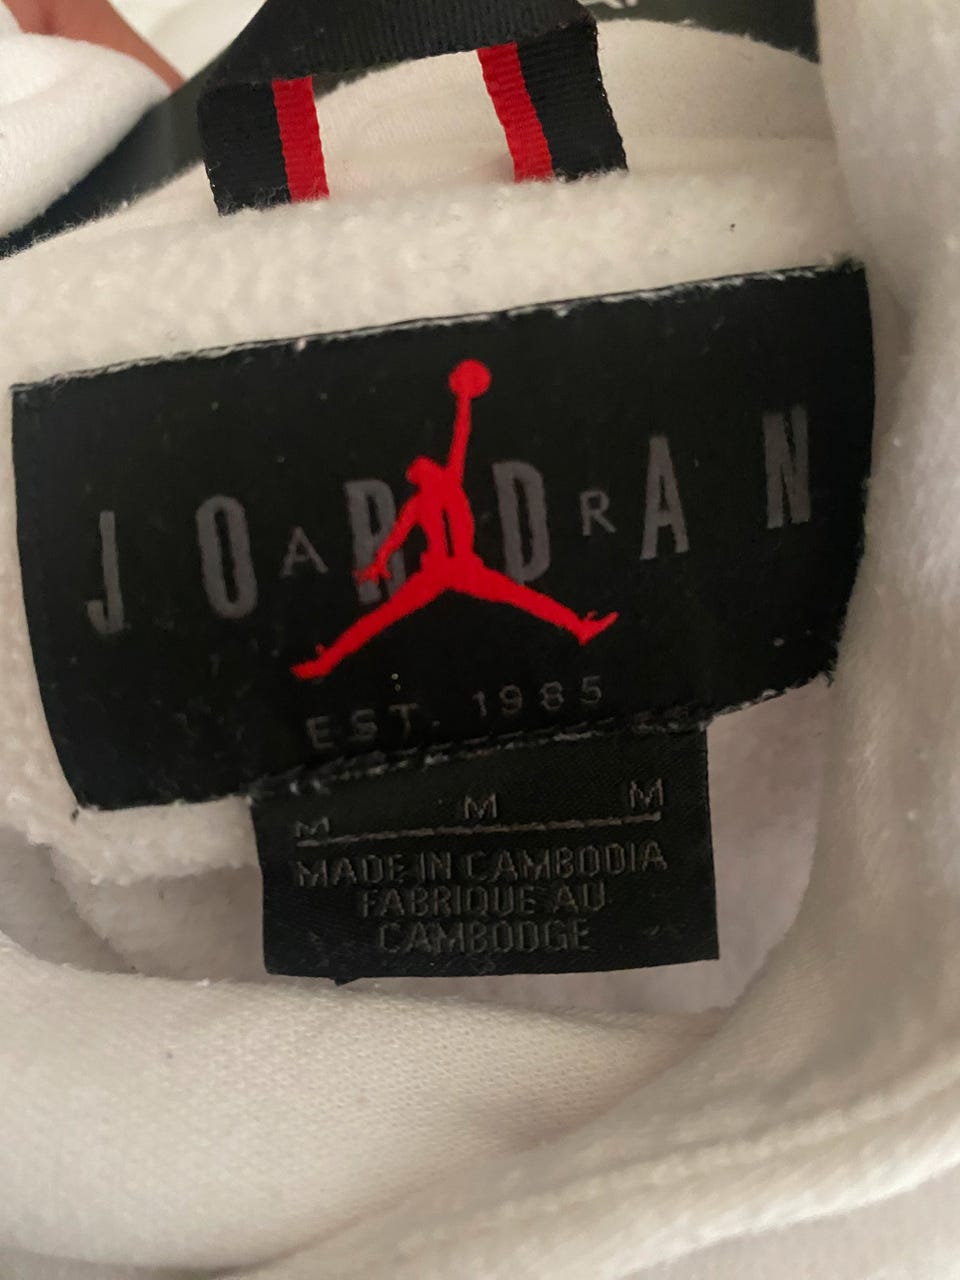 JORDAN
AIR
EST. 1985
M M M
MADE IN CAMBODIA
FABRIQUE AU
CAMBODGE